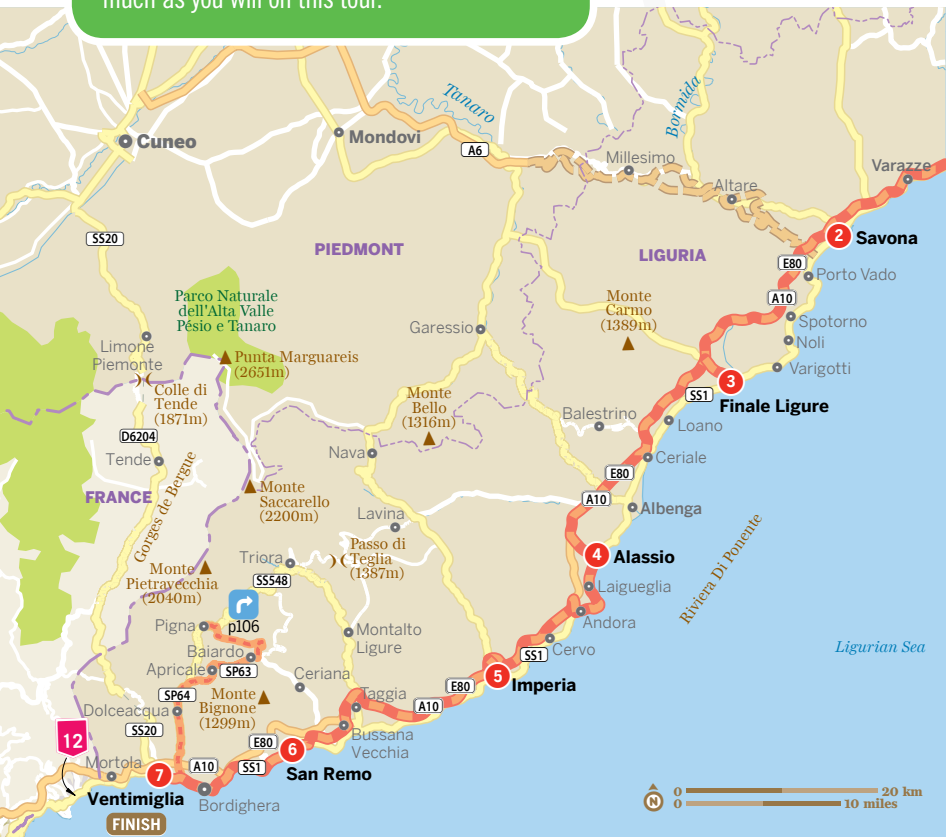 much as you will on this tour.
Tanaro
Bormida
Cuneo
Mondovì
A6
Millesimo
Altare
Varazze
SS20
PIEDMONT
LIGURIA
2 Savona
E80
Porto Vado
A10
Parco Naturale
dell'Alta Valle
Pésio e Tanaro
Monte
Carmo
(1389m)
Spotorno
Noli
Garessio
Limone
Piemonte
Punta Marguareis
(2651m)
Varigotti
3
Finale Ligure
SS1
Colle di
Tende
(1871m)
Monte
Bello
(1316m)
Balestrino
Loano
D6204
Tende
Nava
Ceriale
E80
FRANCE
Gorges de Bergue
Monte
Saccarello
(2200m)
A10
Albenga
Lavina
Riviera Di Ponente
Triora
Passo di
Teglia
(1387m)
4 Alassio
Monte
Pietravecchia
(2040m)
SS548
Laigueglia
p106
Pigna
Andora
Montalto
Ligure
Baiardo
Cervo
Ligurian Sea
Apricale
SP63
SS1
Ceriana
5 Imperia
SP64
Monte
Bignone
(1299m)
Taggia
E80
A10
Dolceacqua
SS20
Bussana
Vecchia
12
E80
6
San Remo
Mortola
A10
SS1
7
Ventimiglia
Bordighera
FINISH
N
0 20 km
0 10 miles